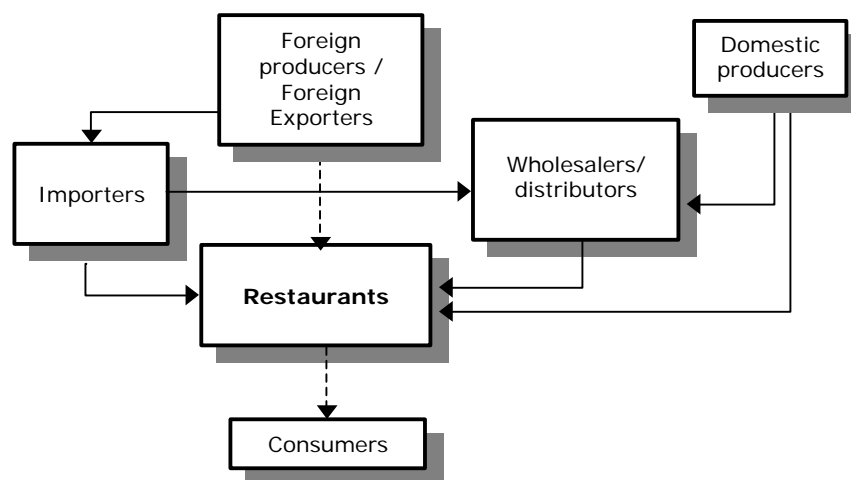 Foreign
producers /
Foreign
Exporters
Domestic
producers
Importers
Wholesalers/
distributors
Restaurants
Consumers